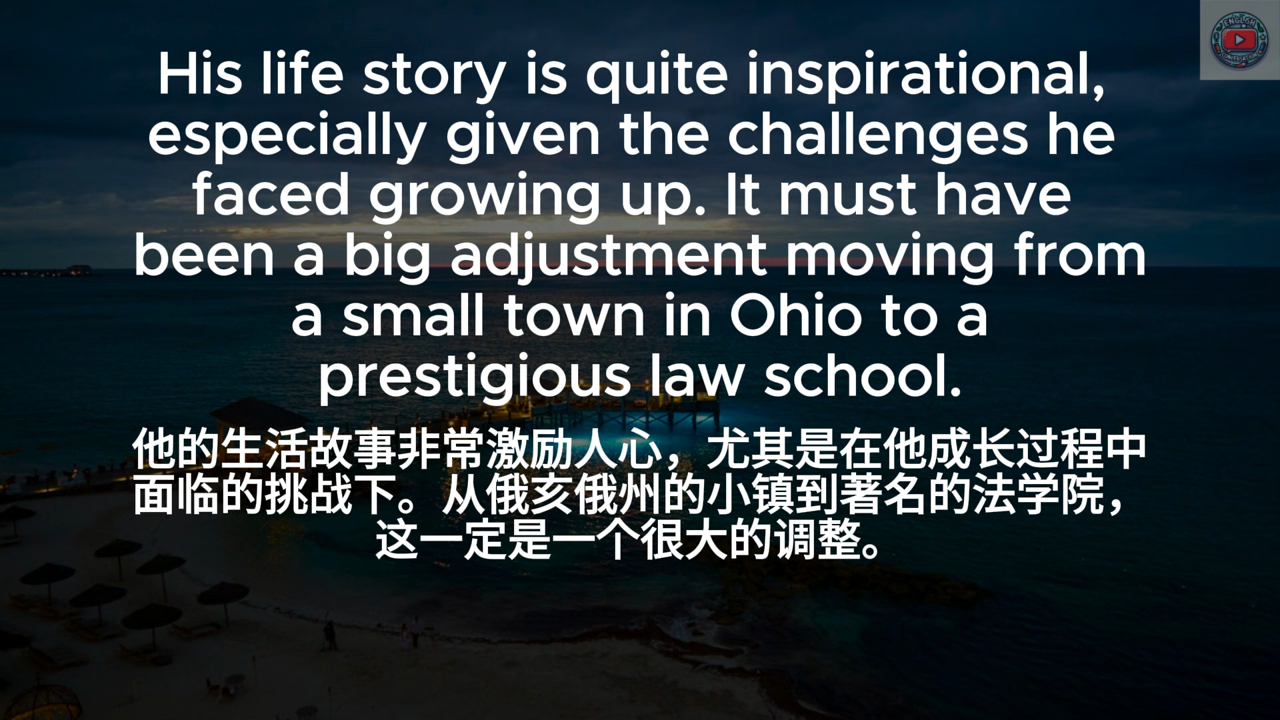 His life story is quite inspirational,
especially given the challenges he
faced growing up. It must have
been a big adjustment moving from
a small town in Ohio to a
prestigious law school.
他的生活故事非常激励人心，尤其是在他成长过程中
面临的挑战下。从俄亥俄州的小镇到著名的法学院，
这一定是一个很大的调整。